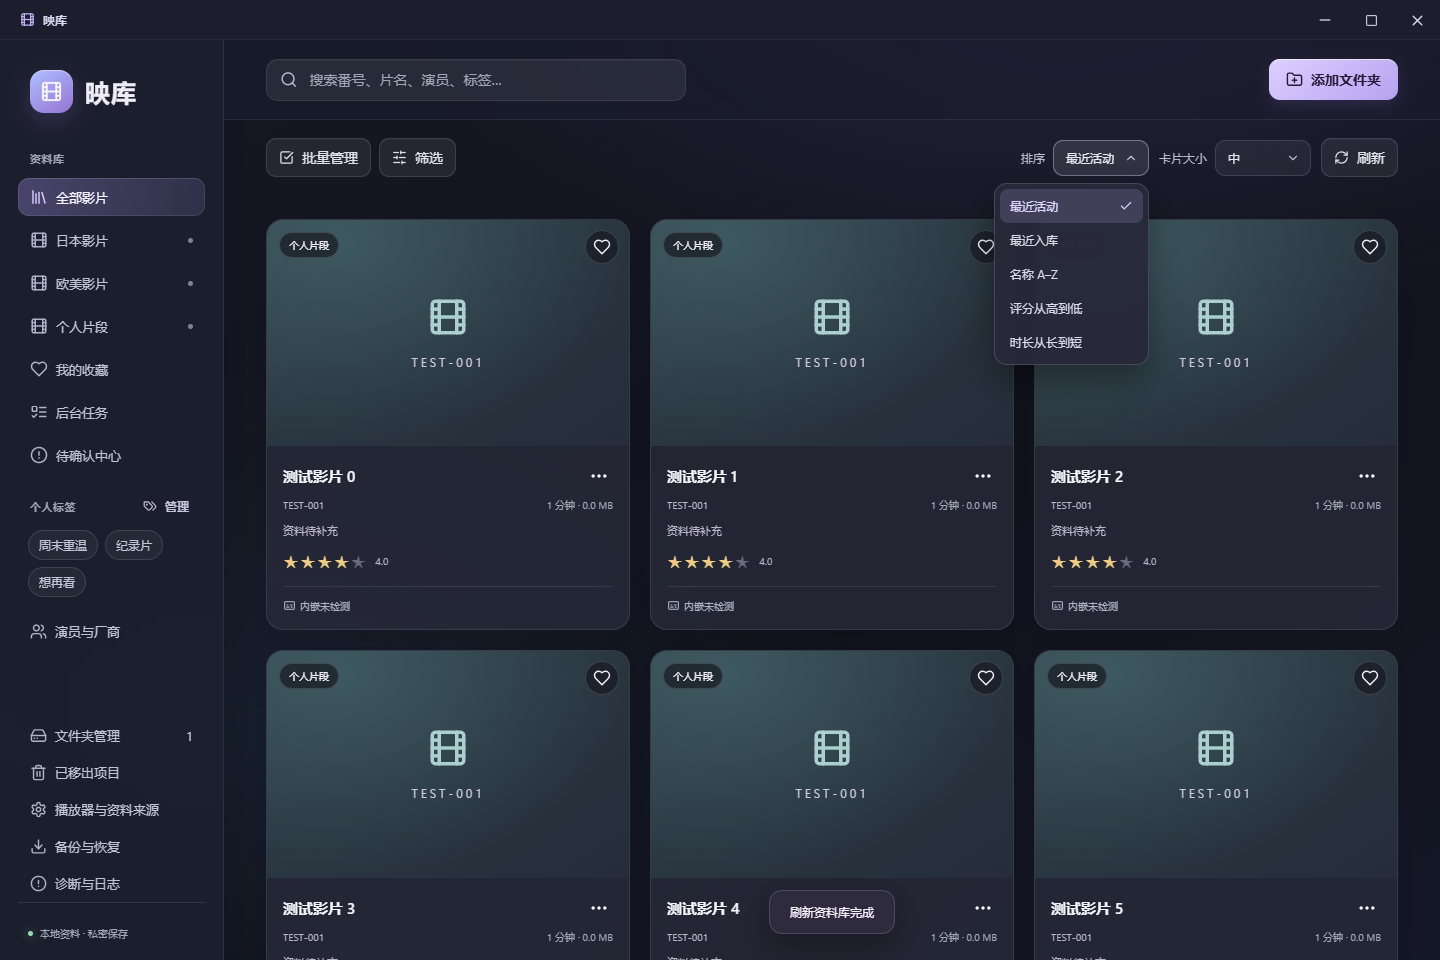 映库
映库
搜索番号、片名、演员、标签...
添加文件夹
资料库
全部影片
日本影片
欧美影片
个人片段
我的收藏
后台任务
待确认中心
个人标签
管理
周末重温
纪录片
想再看
演员与厂商
文件夹管理 1
已移出项目
播放器与资料来源
备份与恢复
诊断与日志
本地资料 · 私密保存
批量管理
筛选
排序
最近活动
卡片大小
中
刷新
最近活动
最近入库
名称 A–Z
评分从高到低
时长从长到短
个人片段
TEST-001
测试影片 0
TEST-001 1 分钟 · 0.0 MB
资料待补充
4.0
内嵌未检测
个人片段
TEST-001
测试影片 1
TEST-001 1 分钟 · 0.0 MB
资料待补充
4.0
内嵌未检测
TEST-001
测试影片 2
TEST-001 1 分钟 · 0.0 MB
资料待补充
4.0
内嵌未检测
个人片段
TEST-001
测试影片 3
TEST-001 1 分钟 · 0.0 MB
个人片段
TEST-001
测试影片 4
TEST-001 1 分钟 · 0.0 MB
个人片段
TEST-001
测试影片 5
TEST-001 1 分钟 · 0.0 MB
刷新资料库完成